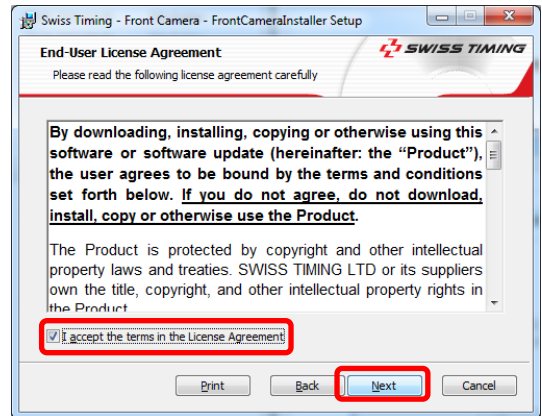 Swiss Timing - Front Camera - FrontCameraInstaller Setup
End-User License Agreement
SWISS TIMING
Please read the following license agreement carefully
By downloading, installing, copying or otherwise using this
software or software update (hereinafter: the “Product”),
the user agrees to be bound by the terms and conditions
set forth below. If you do not agree, do not download,
install, copy or otherwise use the Product.
The Product is protected by copyright and other intellectual
property laws and treaties. SWISS TIMING LTD or its suppliers
own the title, copyright, and other intellectual property rights in
the Product.
I accept the terms in the License Agreement
Print Back Next Cancel